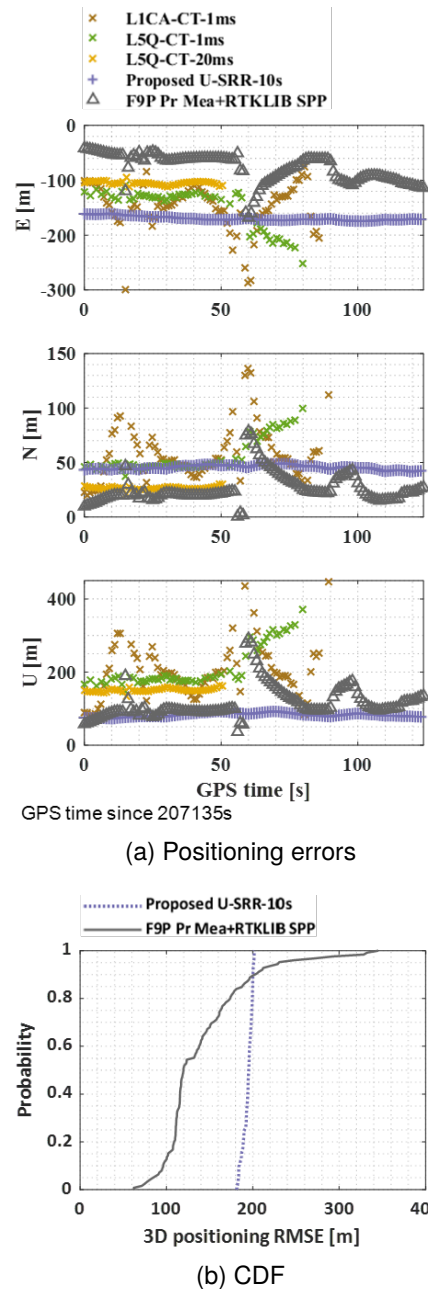 L1CA-CT-1ms
L5Q-CT-1ms
L5Q-CT-20ms
Proposed U-SRR-10s
F9P Pr Mea+RTKLIB SPP
0
-100
-200
-300
E [m]
0
50
100
150
100
50
0
N [m]
0
50
100
400
200
0
U [m]
0
50
100
GPS time [s]
GPS time since 207135s
(a) Positioning errors
Proposed U-SRR-10s
F9P Pr Mea+RTKLIB SPP
1
0.8
0.6
0.4
0.2
0
Probability
0
100
200
300
40
3D positioning RMSE [m]
(b) CDF